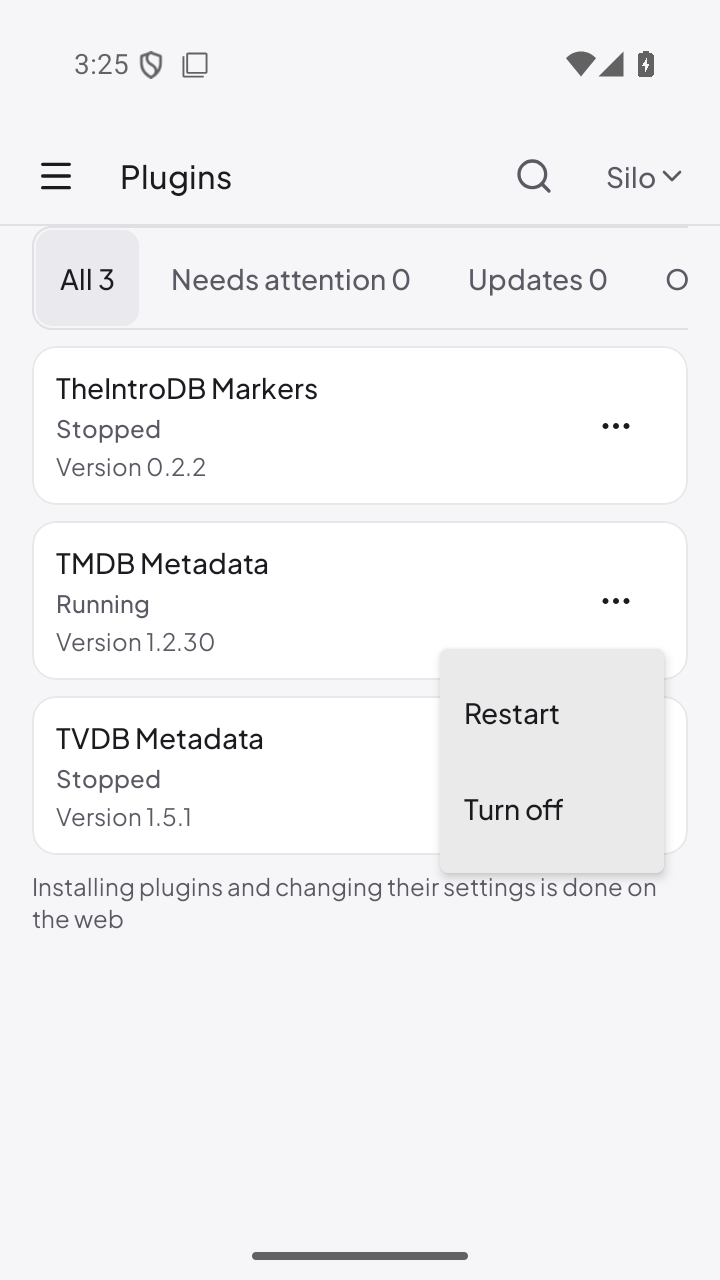 3:25
Plugins
Silo
All 3
Needs attention 0
Updates 0
TheIntroDB Markers
Stopped
Version 0.2.2
TMDB Metadata
Running
Version 1.2.30
Restart
Turn off
TVDB Metadata
Stopped
Version 1.5.1
Installing plugins and changing their settings is done on
the web